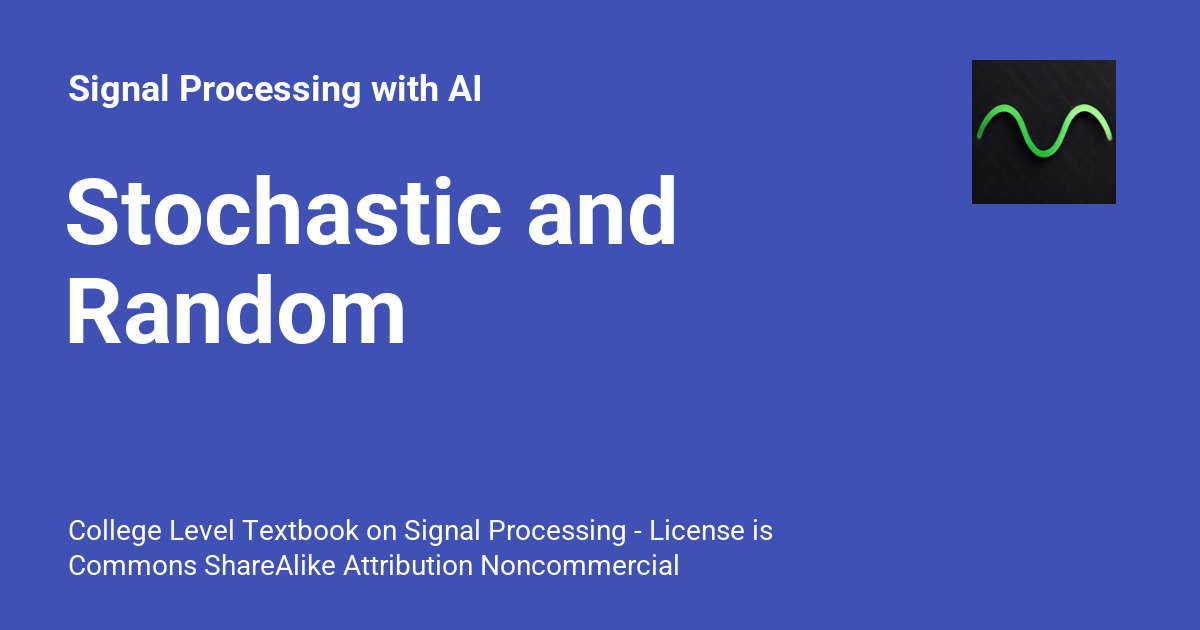 Signal Processing with AI
Stochastic and
Random
College Level Textbook on Signal Processing - License is
Commons ShareAlike Attribution Noncommercial